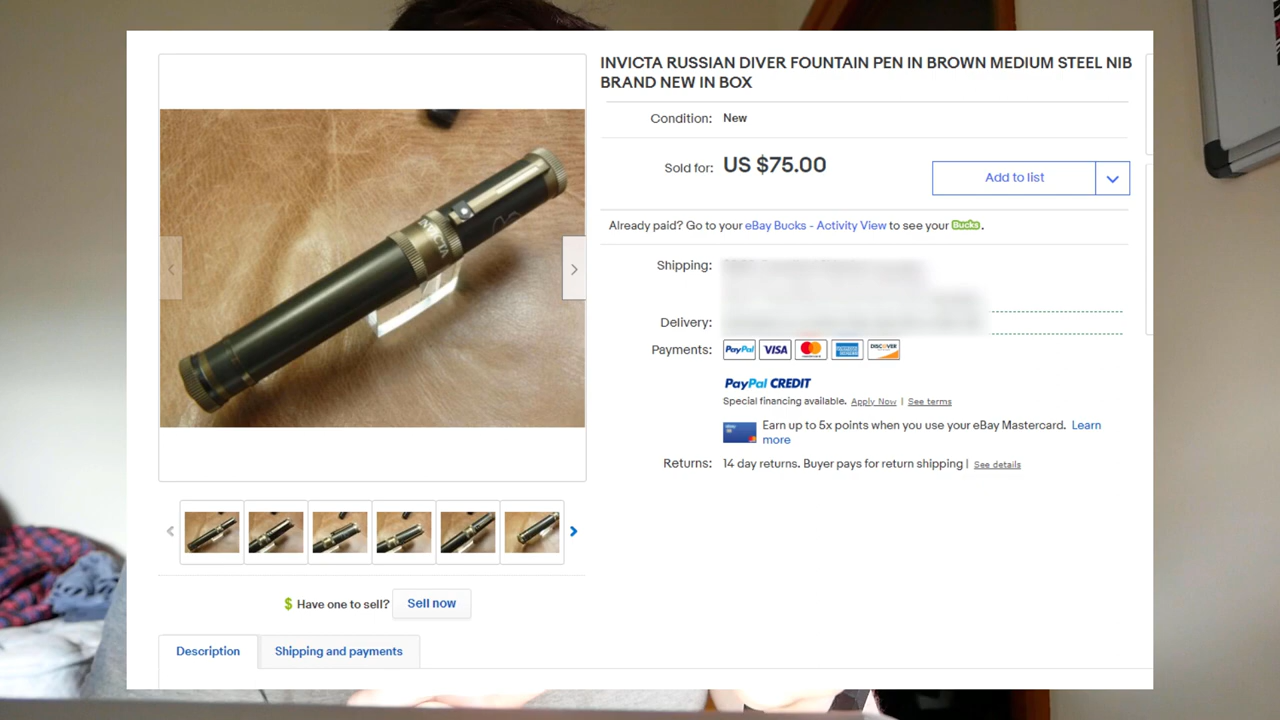 INVICTA RUSSIAN DIVER FOUNTAIN PEN IN BROWN MEDIUM STEEL NIB
BRAND NEW IN BOX
Condition: New
Sold for: US $75.00
Add to list
Already paid? Go to your eBay Bucks - Activity View to see your Bucks.
Shipping:
Delivery:
Payments: PayPal VISA DISCOVER
PayPal CREDIT
Special financing available. Apply Now | See terms
Earn up to 5x points when you use your eBay Mastercard. Learn
more
Returns: 14 day returns. Buyer pays for return shipping | See details
INVICTA
$ Have one to sell? Sell now
Description Shipping and payments